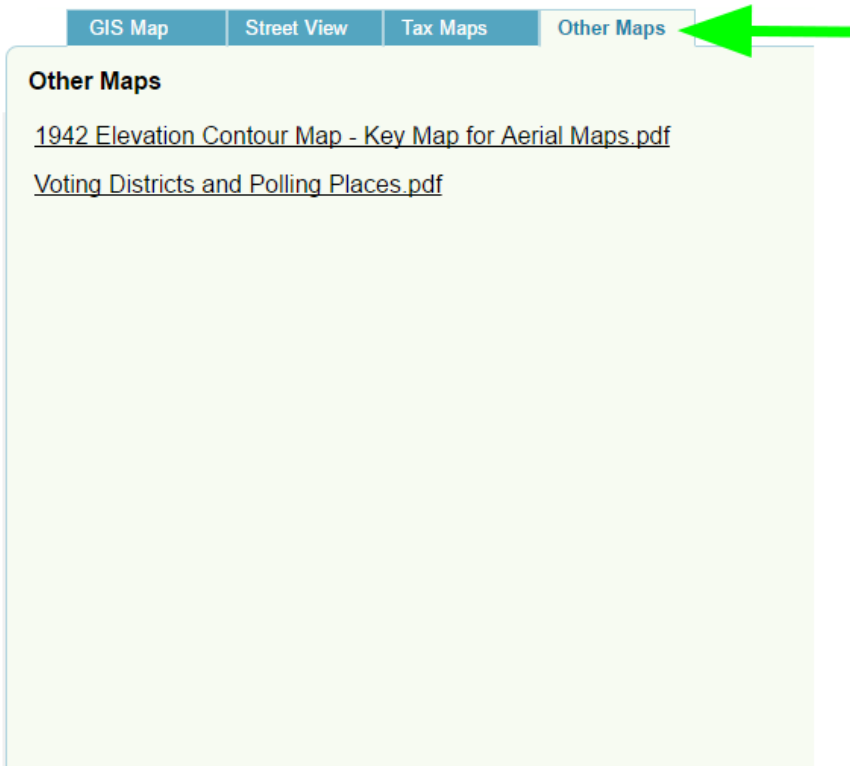 GIS Map Street View Tax Maps Other Maps
Other Maps
1942 Elevation Contour Map - Key Map for Aerial Maps.pdf
Voting Districts and Polling Places.pdf